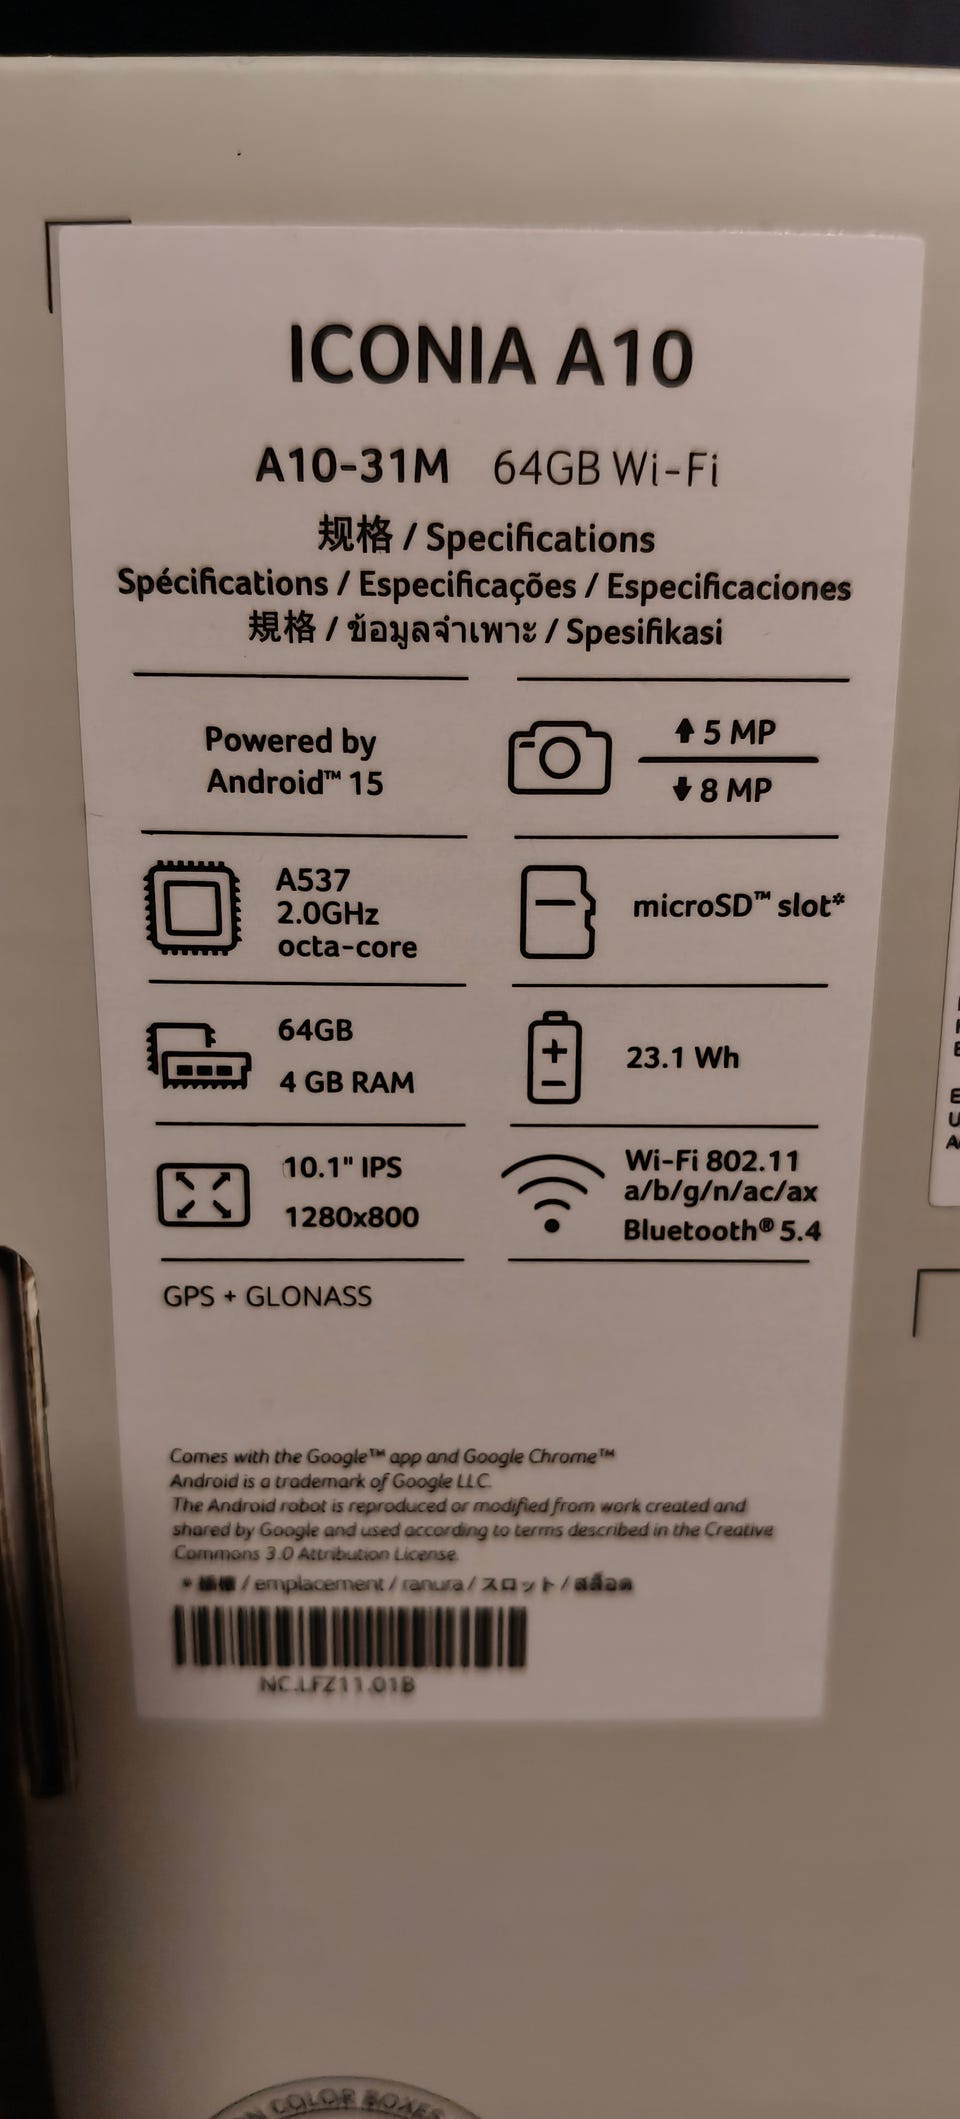 ICONIA A10
A10-31M 64GB Wi-Fi
规格 / Specifications
Spécifications / Especificações / Especificaciones
規格 / ข้อมูลจำเพาะ / Spesifikasi
Powered by
Android™ 15
⬆ 5 MP
⬇ 8 MP
A537
2.0GHz
octa-core
microSD™ slot*
64GB
4 GB RAM
23.1 Wh
10.1" IPS
1280x800
Wi-Fi 802.11
a/b/g/n/ac/ax
Bluetooth® 5.4
GPS + GLONASS
Comes with the Google™ app and Google Chrome™
Android is a trademark of Google LLC.
The Android robot is reproduced or modified from work created and
shared by Google and used according to terms described in the Creative
Commons 3.0 Attribution License.
* / emplacement / ranura / スロット / สล็อต
NC.LFZ11.01B
COLOR BOXES